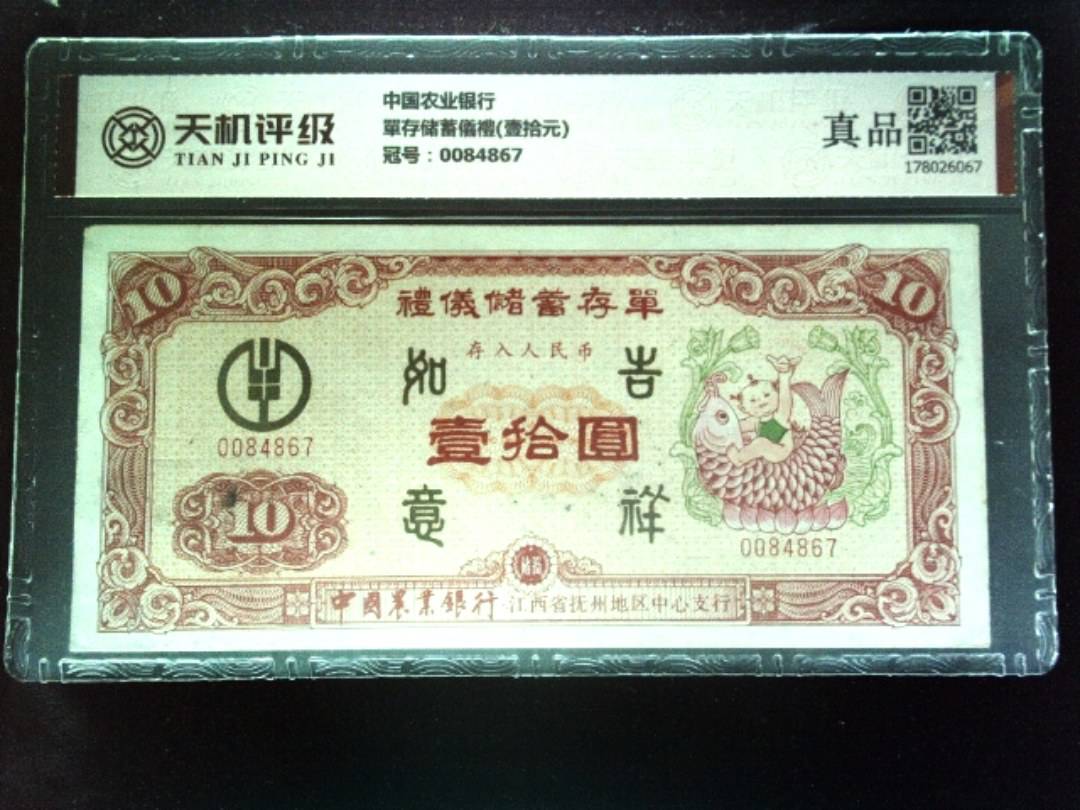 天机评级
TIAN JI PING JI
中国农业银行
單存储蓄儀禮(壹拾元)
冠号：0084867
真品
178026067
10
10
禮儀儲蓄存單
存入人民币
如 吉
壹拾圓
意 祥
0084867
10
0084867
儲蓄
中國農業銀行 江西省抚州地区中心支行